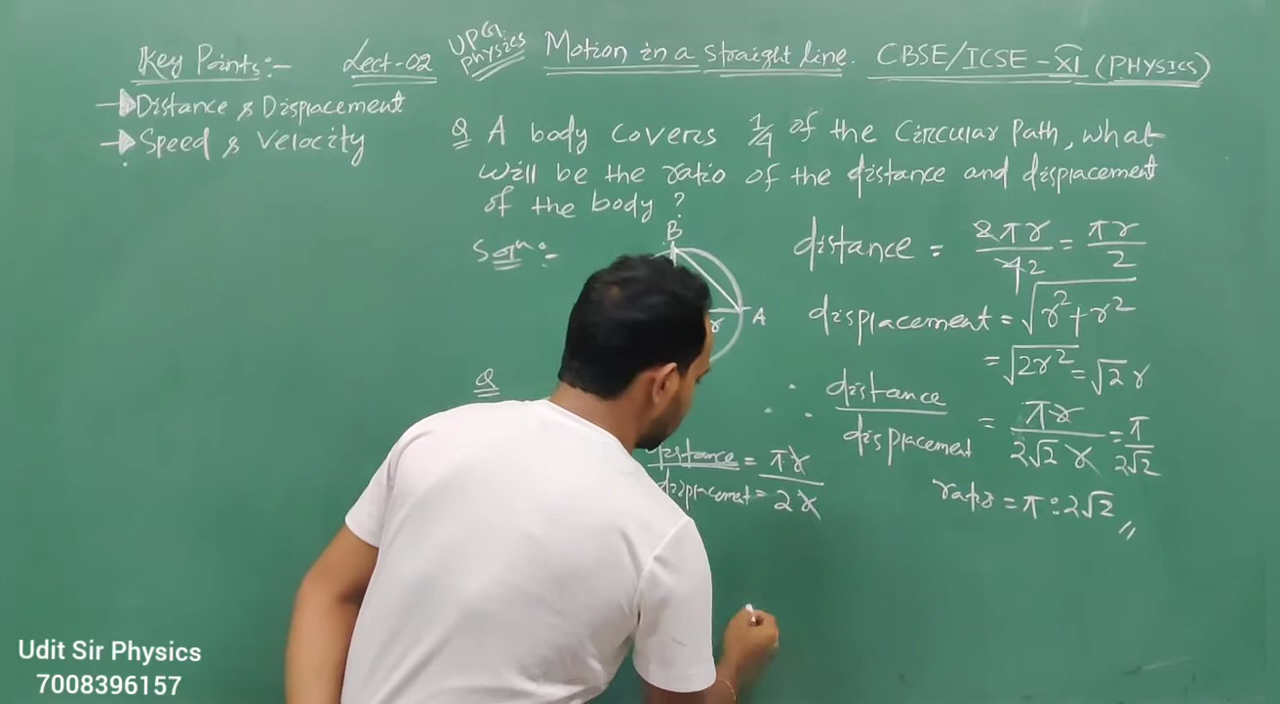 Key Points:-
Lect-02
UPG Physics
Motion in a straight line. CBSE/ICSE-XI (PHYSICS)
Distance & Displacement
Speed & Velocity
Q A body covers 1/4 of the Circular Path, what
will be the ratio of the distance and displacement
of the body?
Soln:-
B
A
r
distance = 2πr/4 2 = πr/2
displacement = √r²+r²
= √2r² = √2 r
∴ distance/displacement = πr/2√2 r = π/2√2
ratio = π:2√2
Q
distance = πr
displacement = 2r
Udit Sir Physics
7008396157